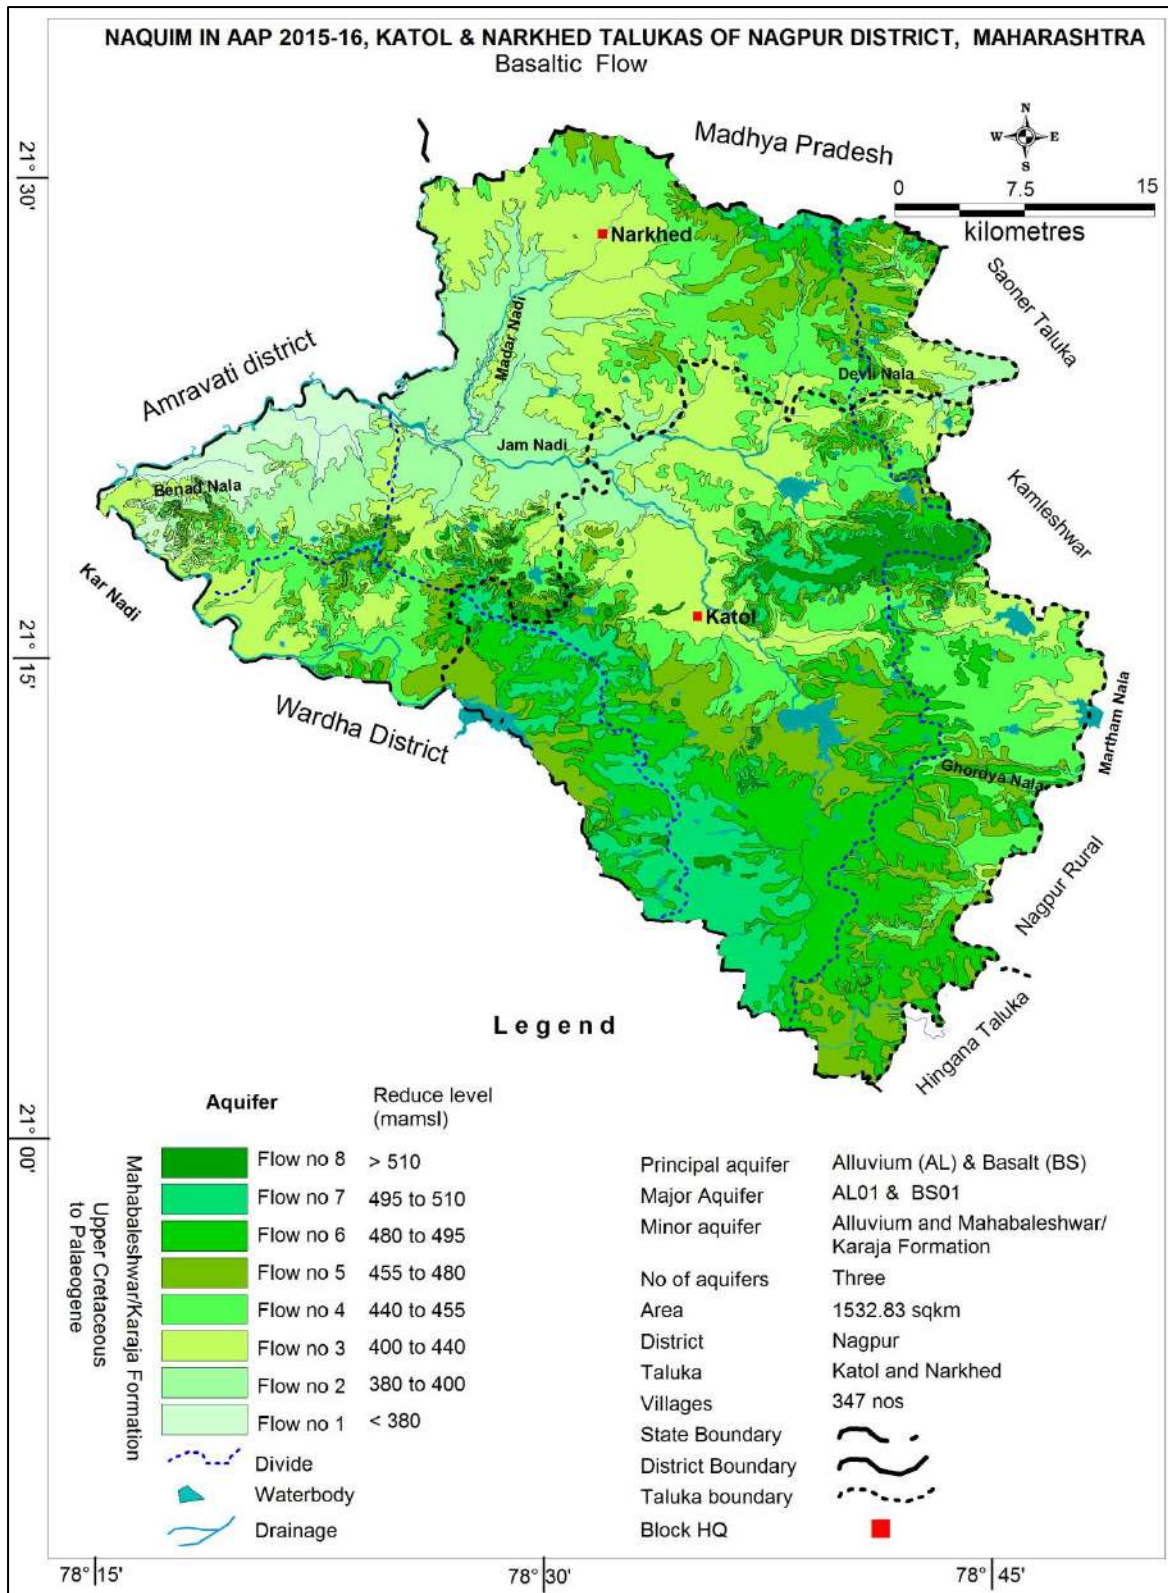 NAQUIM IN AAP 2015-16, KATOL & NARKHED TALUKAS OF NAGPUR DISTRICT, MAHARASHTRA
Basaltic Flow
Madhya Pradesh
N
W E
S
0 7.5 15
kilometres
21° 30'
Narkhed
Saoner Taluka
Madar Nadi
Amravati district
Devli Nala
Jam Nadi
Benad Nala
Kamleshwar
Kar Nadi
Katol
21° 15'
Wardha District
Martham Nala
Ghordya Nala
Nagpur Rural
Hingana Taluka
Legend
21° 00'
Aquifer
Reduce level
(mamsl)
Upper Cretaceous
to Palaeogene
Mahabaleshwar/Karaja Formation
Flow no 8 > 510
Flow no 7 495 to 510
Flow no 6 480 to 495
Flow no 5 455 to 480
Flow no 4 440 to 455
Flow no 3 400 to 440
Flow no 2 380 to 400
Flow no 1 < 380
Divide
Waterbody
Drainage
Principal aquifer Alluvium (AL) & Basalt (BS)
Major Aquifer AL01 & BS01
Minor aquifer Alluvium and Mahabaleshwar/
Karaja Formation
No of aquifers Three
Area 1532.83 sqkm
District Nagpur
Taluka Katol and Narkhed
Villages 347 nos
State Boundary
District Boundary
Taluka boundary
Block HQ
78° 15' 78° 30' 78° 45'